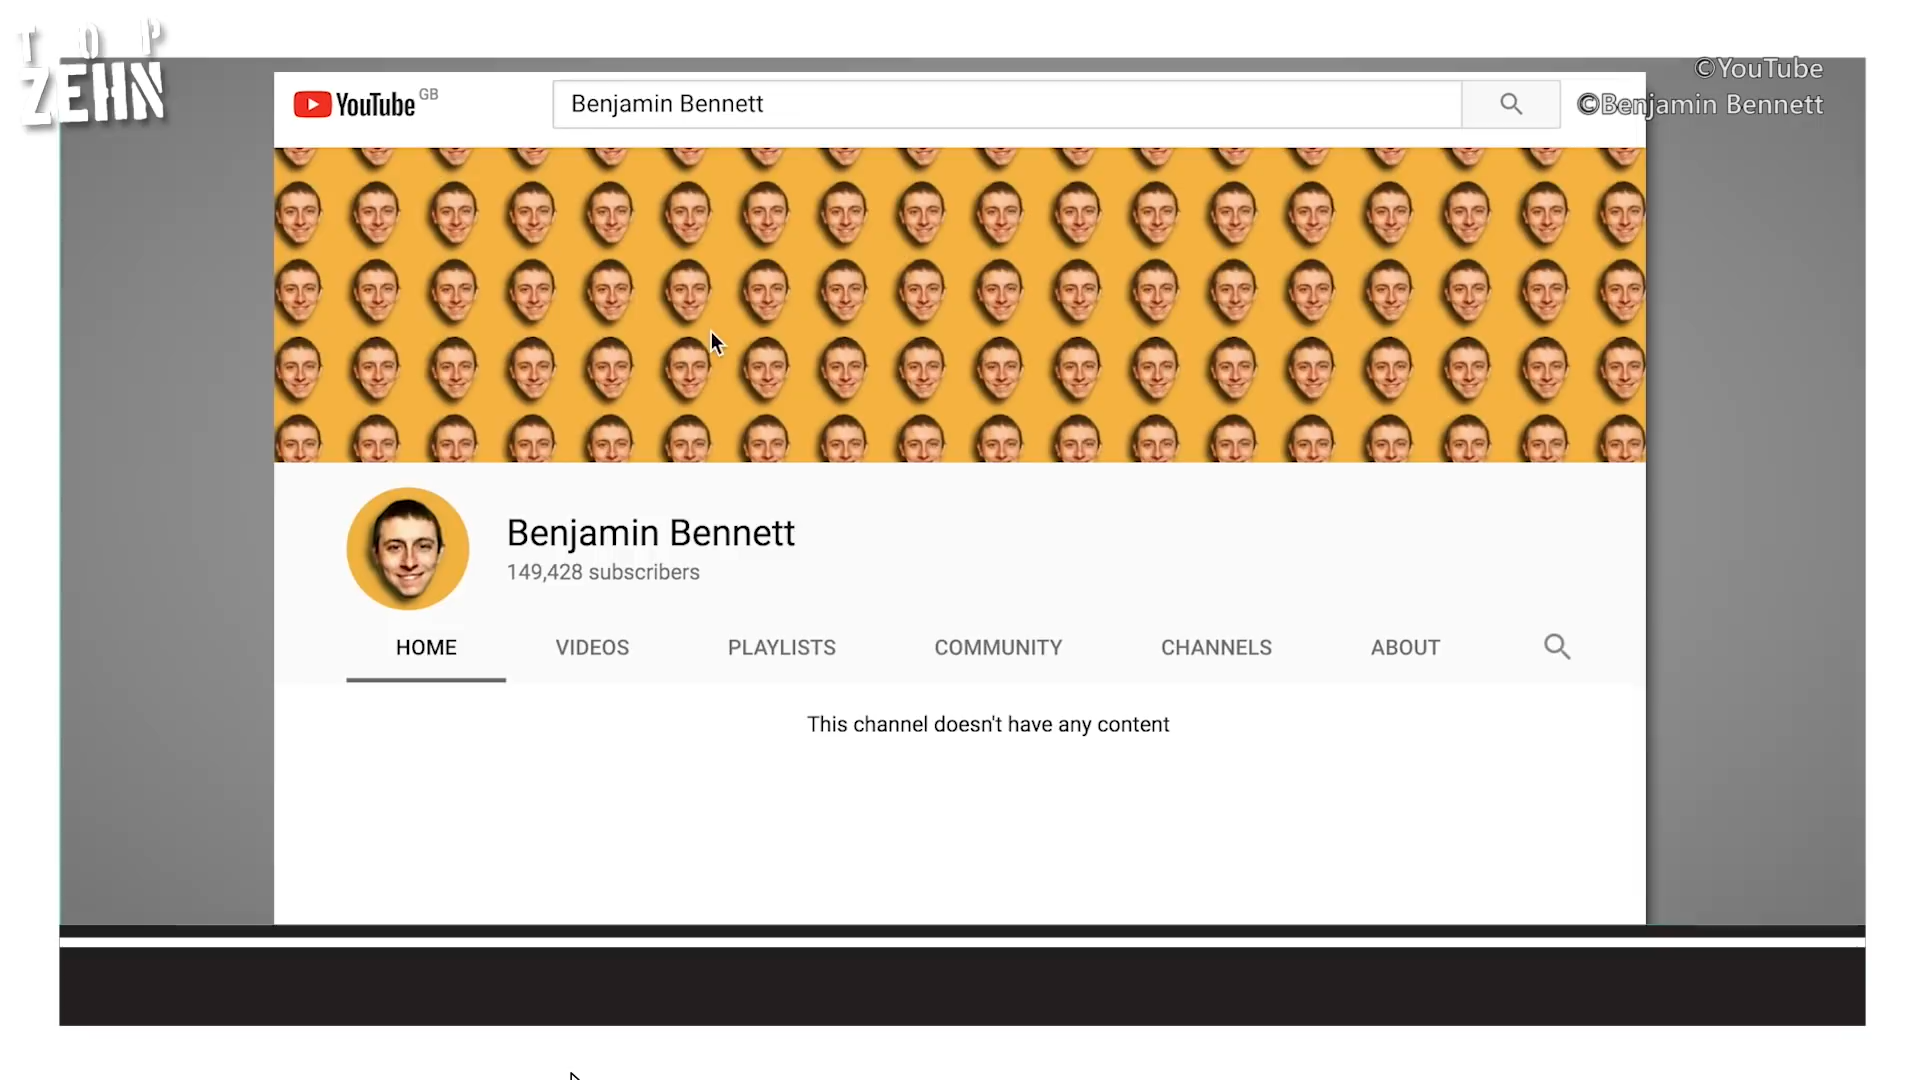 TOP
ZEHN
©YouTube
YouTube GB
Benjamin Bennett
©Benjamin Bennett
Benjamin Bennett
149,428 subscribers
HOME
VIDEOS
PLAYLISTS
COMMUNITY
CHANNELS
ABOUT
This channel doesn't have any content